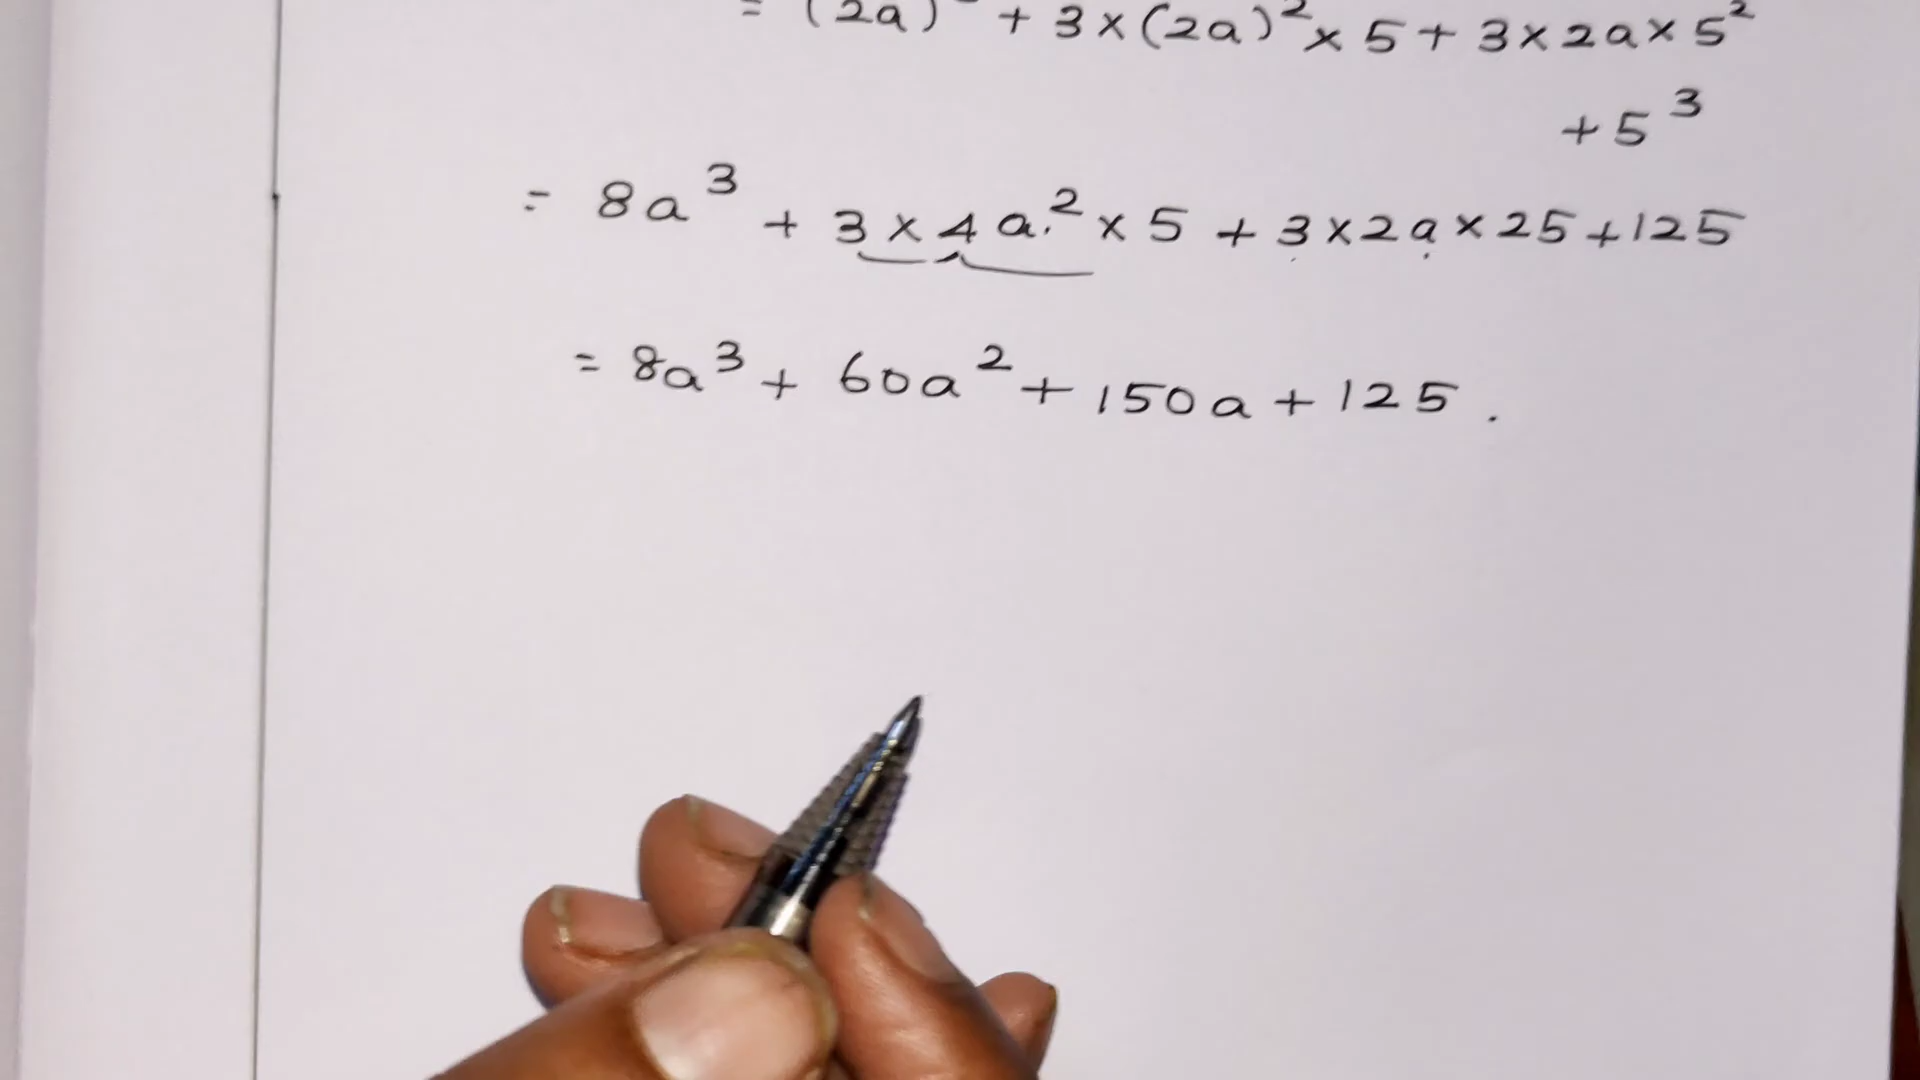 = (2a) + 3×(2a)²×5 + 3×2a×5²
+5³
= 8a³ + 3×4a²×5 + 3×2a×25+125
= 8a³ + 60a² + 150a + 125.